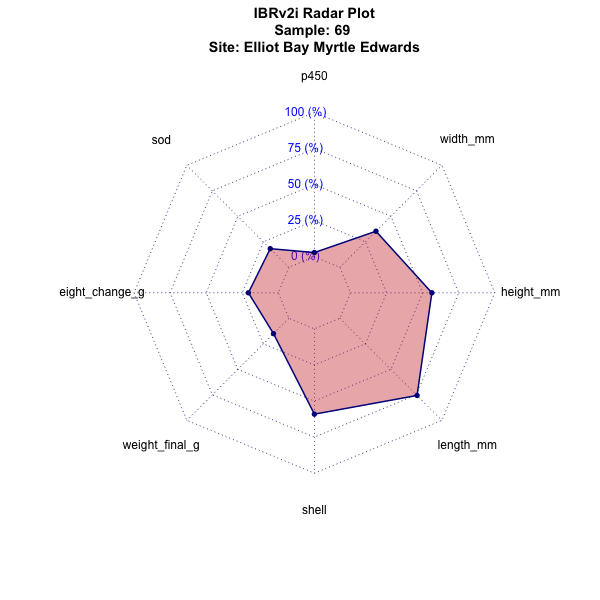 IBRv2i Radar Plot
Sample: 69
Site: Elliot Bay Myrtle Edwards
p450
100 (%)
sod
width_mm
75 (%)
50 (%)
25 (%)
0 (%)
eight_change_g
height_mm
weight_final_g
length_mm
shell